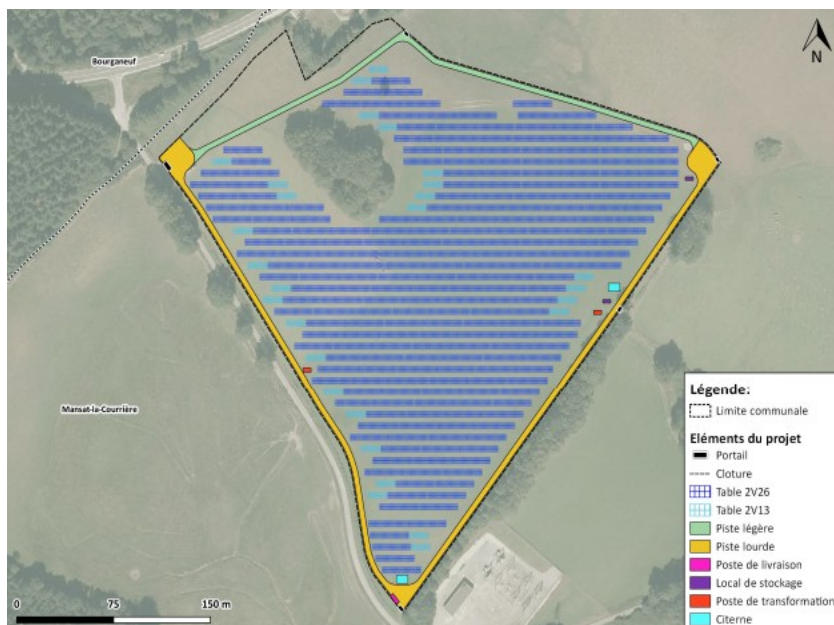 Bourganeuf
N
Mansat-la-Courrière
Légende:
Limite communale
Eléments du projet
Portail
Cloture
Table 2V26
Table 2V13
Piste légère
Piste lourde
Poste de livraison
Local de stockage
Poste de transformation
Citerne
0 75 150 m